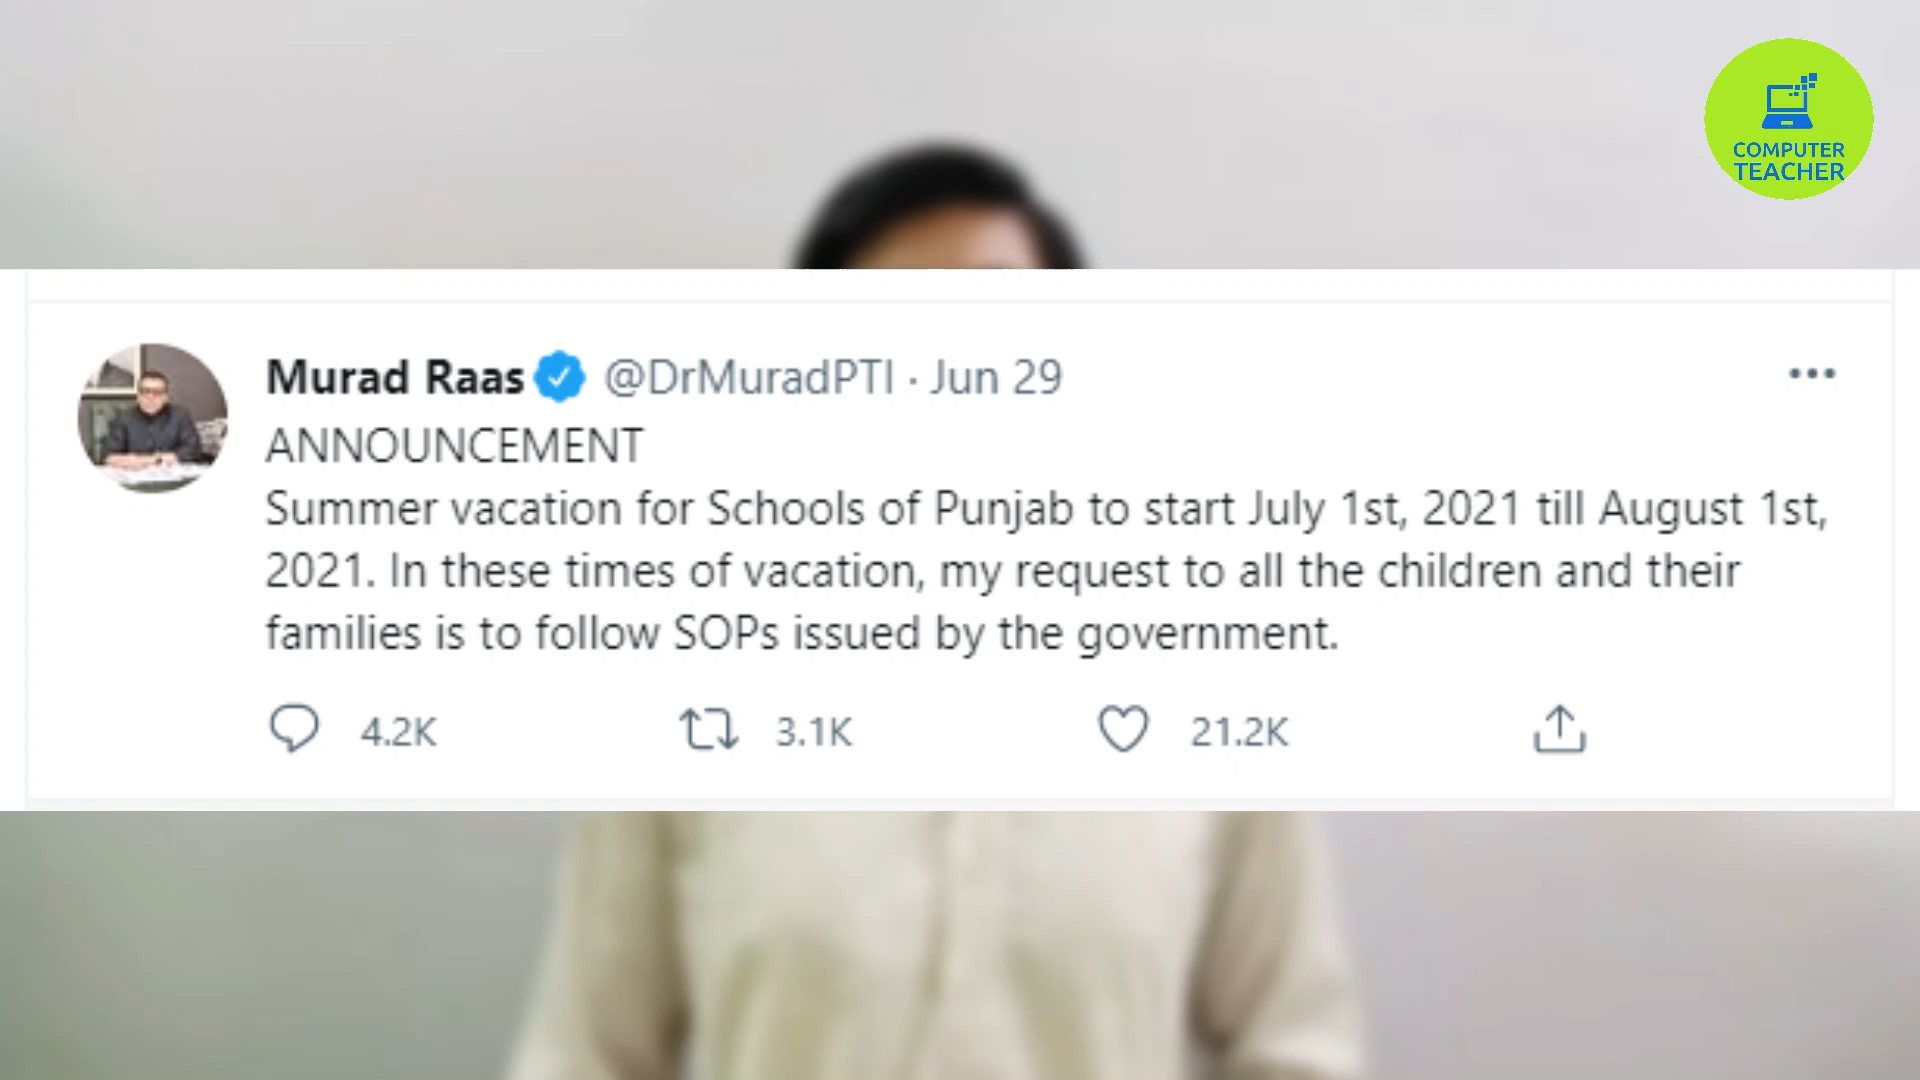 COMPUTER
TEACHER
Murad Raas @DrMuradPTI · Jun 29
ANNOUNCEMENT
Summer vacation for Schools of Punjab to start July 1st, 2021 till August 1st,
2021. In these times of vacation, my request to all the children and their
families is to follow SOPs issued by the government.
4.2K 3.1K 21.2K